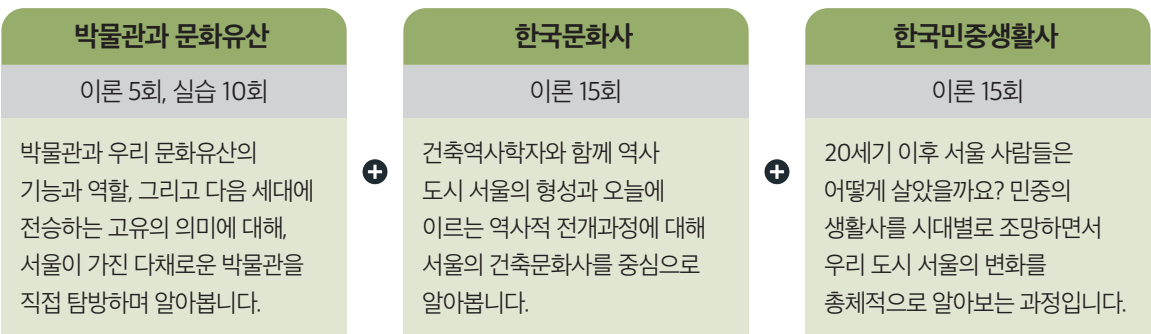 박물관과 문화유산
이론 5회, 실습 10회
박물관과 우리 문화유산의
기능과 역할, 그리고 다음 세대에
전승하는 고유의 의미에 대해,
서울이 가진 다채로운 박물관을
직접 탐방하며 알아봅니다.
한국문화사
이론 15회
건축역사학자와 함께 역사
도시 서울의 형성과 오늘에
이르는 역사적 전개과정에 대해
서울의 건축문화사를 중심으로
알아봅니다.
한국민중생활사
이론 15회
20세기 이후 서울 사람들은
어떻게 살았을까요? 민중의
생활사를 시대별로 조망하면서
우리 도시 서울의 변화를
총체적으로 알아보는 과정입니다.